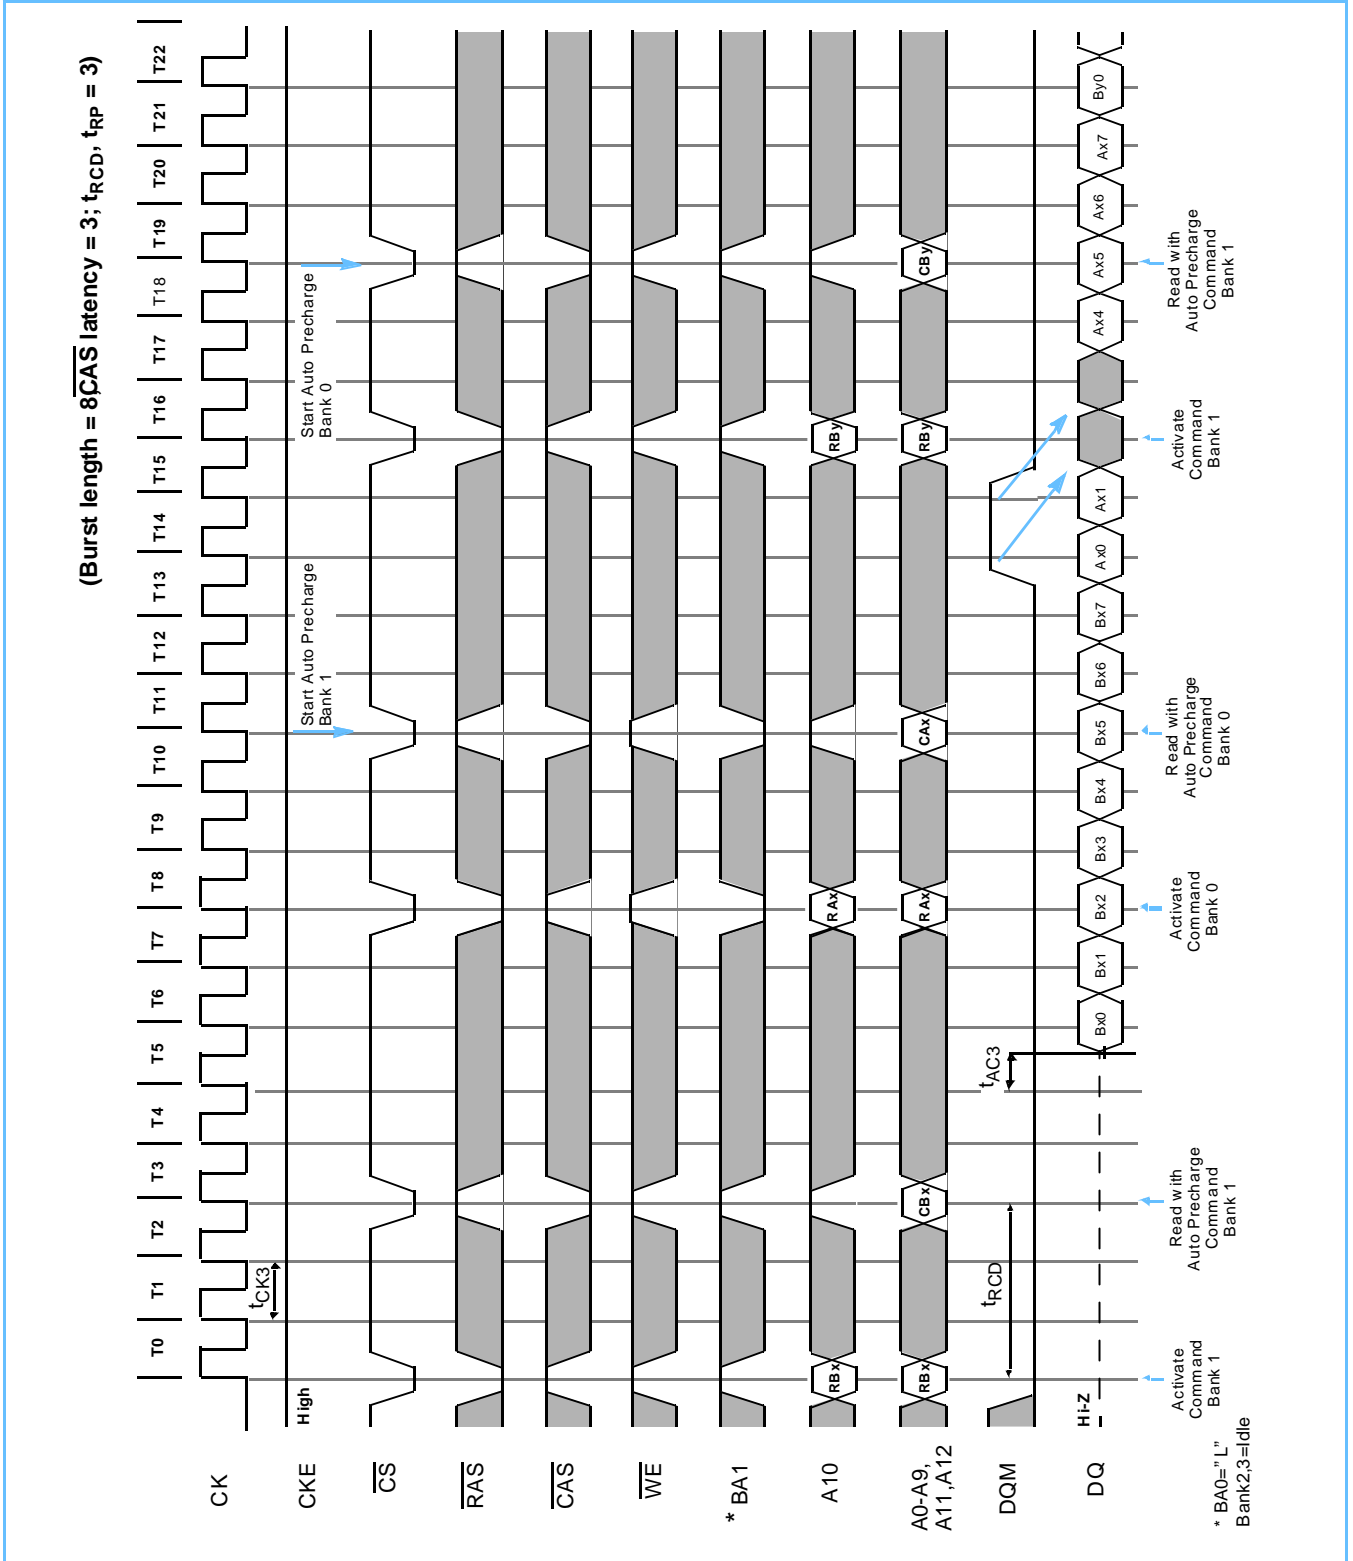 (Burst length = 8,CAS latency = 3; tRCD, tRP = 3)
T0 T1 T2 T3 T4 T5 T6 T7 T8 T9 T10 T11 T12 T13 T14 T15 T16 T17 T18 T19 T20 T21 T22
CK
tCK3
CKE
High
Start Auto Precharge
Bank 1
Start Auto Precharge
Bank 0
CS
RAS
CAS
WE
* BA1
A10
RBx RAx RBy
A0-A9,
A11,A12
RBx CBx RAx CAx RBy CBy
DQM
tRCD
tAC3
DQ
Hi-Z
Bx0 Bx1 Bx2 Bx3 Bx4 Bx5 Bx6 Bx7 Ax0 Ax1 Ax4 Ax5 Ax6 Ax7 By0
Activate
Command
Bank 1
Read with
Auto Precharge
Command
Bank 1
Activate
Command
Bank 0
Read with
Auto Precharge
Command
Bank 0
Activate
Command
Bank 1
Read with
Auto Precharge
Command
Bank 1
* BA0="L"
Bank2,3=Idle